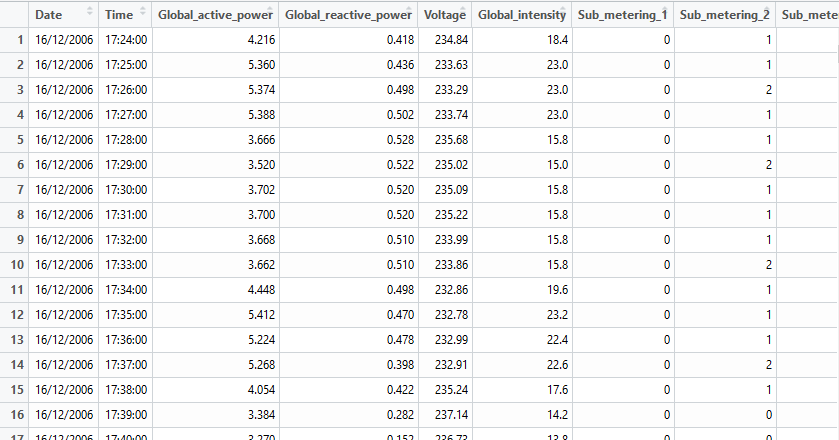 Date Time Global_active_power Global_reactive_power Voltage Global_intensity Sub_metering_1 Sub_metering_2 Sub_mete
1 16/12/2006 17:24:00 4.216 0.418 234.84 18.4 0 1
2 16/12/2006 17:25:00 5.360 0.436 233.63 23.0 0 1
3 16/12/2006 17:26:00 5.374 0.498 233.29 23.0 0 2
4 16/12/2006 17:27:00 5.388 0.502 233.74 23.0 0 1
5 16/12/2006 17:28:00 3.666 0.528 235.68 15.8 0 1
6 16/12/2006 17:29:00 3.520 0.522 235.02 15.0 0 2
7 16/12/2006 17:30:00 3.702 0.520 235.09 15.8 0 1
8 16/12/2006 17:31:00 3.700 0.520 235.22 15.8 0 1
9 16/12/2006 17:32:00 3.668 0.510 233.99 15.8 0 1
10 16/12/2006 17:33:00 3.662 0.510 233.86 15.8 0 2
11 16/12/2006 17:34:00 4.448 0.498 232.86 19.6 0 1
12 16/12/2006 17:35:00 5.412 0.470 232.78 23.2 0 1
13 16/12/2006 17:36:00 5.224 0.478 232.99 22.4 0 1
14 16/12/2006 17:37:00 5.268 0.398 232.91 22.6 0 2
15 16/12/2006 17:38:00 4.054 0.422 235.24 17.6 0 1
16 16/12/2006 17:39:00 3.384 0.282 237.14 14.2 0 0
17 16/12/2006 17:40:00 3.270 0.152 236.73 13.8 0 0